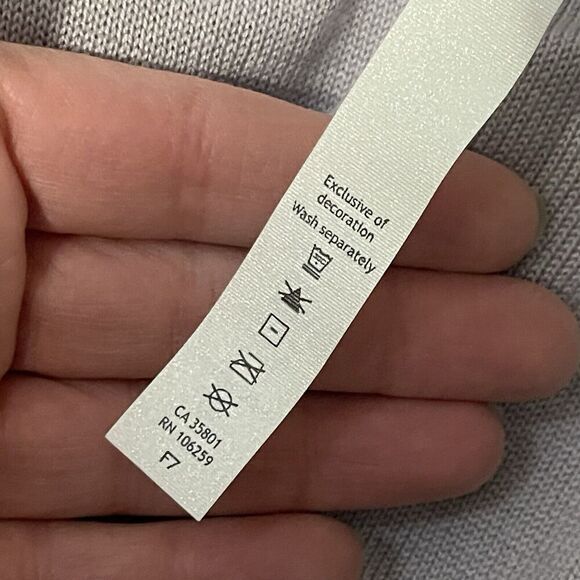 Exclusive of
decoration
Wash separately
CA 35801
RN 106259
F7